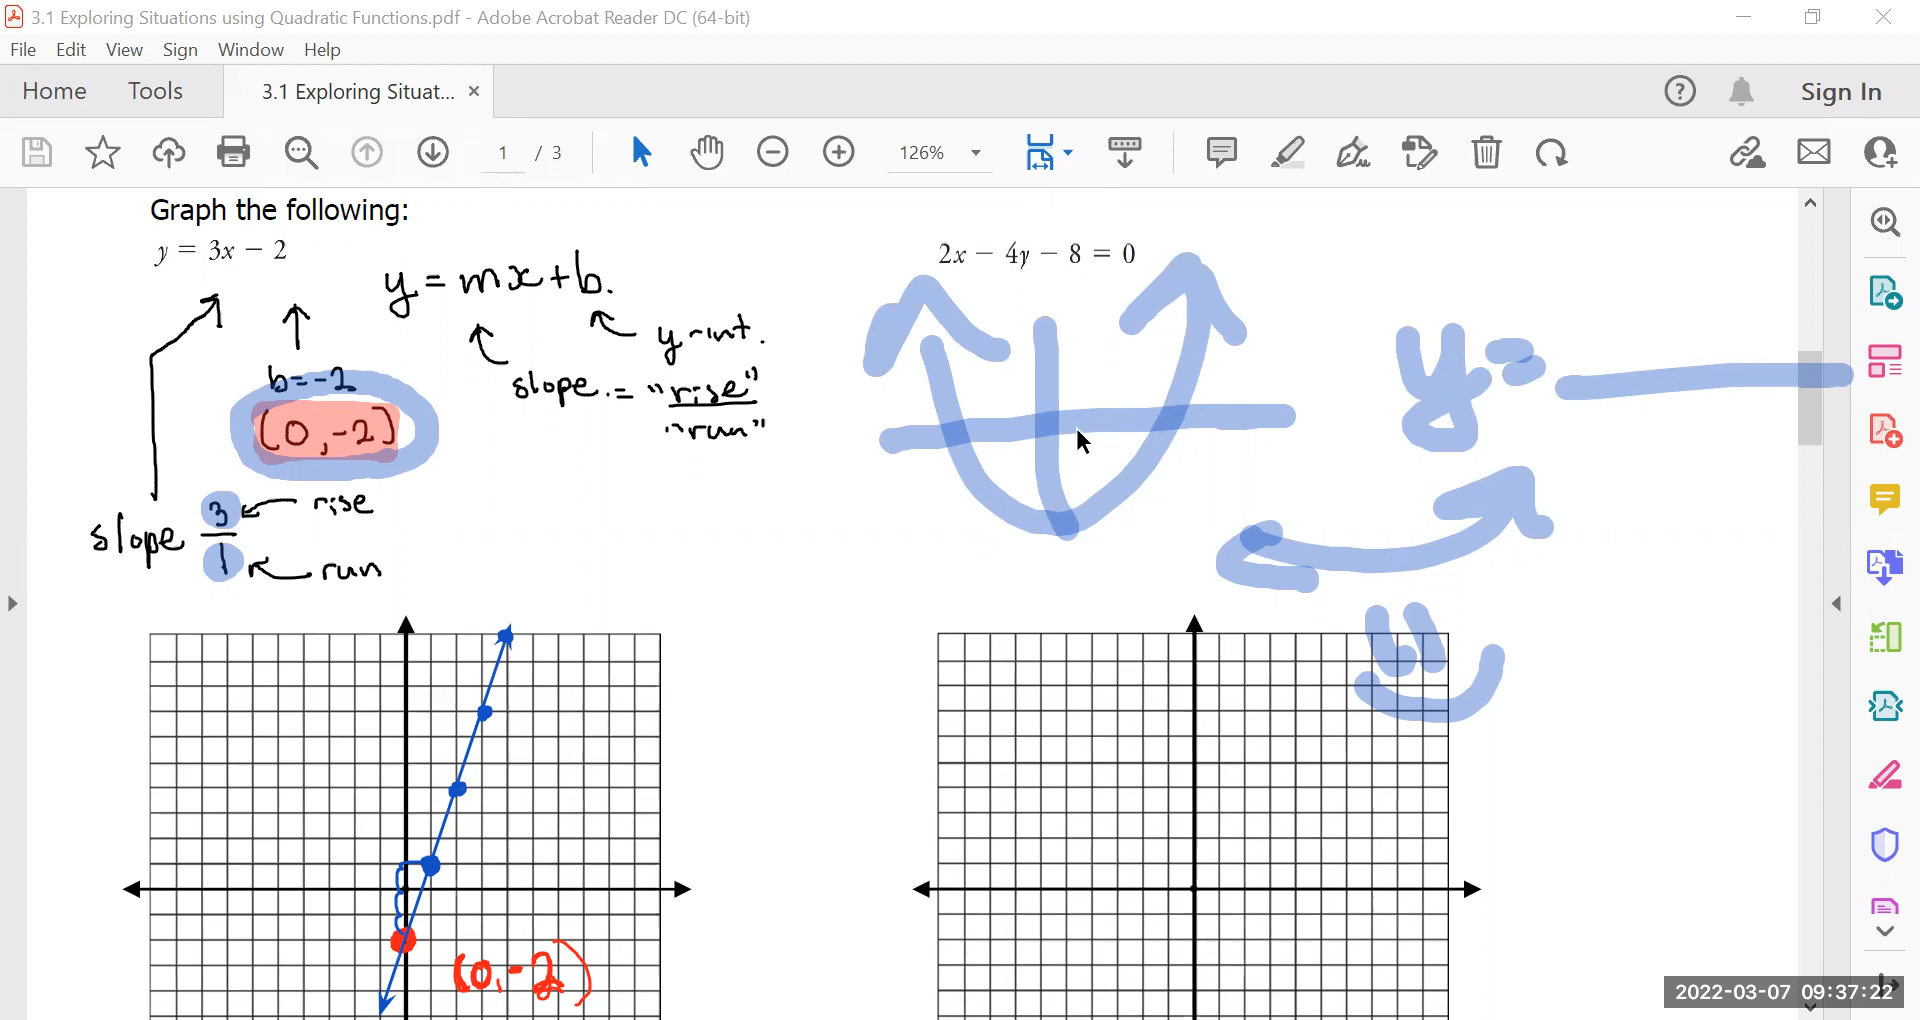 3.1 Exploring Situations using Quadratic Functions.pdf - Adobe Acrobat Reader DC (64-bit)
File Edit View Sign Window Help
Home Tools 3.1 Exploring Situat... × ? Sign In
1 / 3 126%
Graph the following:
y = 3x − 2
y = mx + b.
y-int.
slope. = "rise"
"run"
b = -2
(0, -2)
slope 3/1
rise
run
(0, -2)
2x − 4y − 8 = 0
y =
2022-03-07 09:37:22